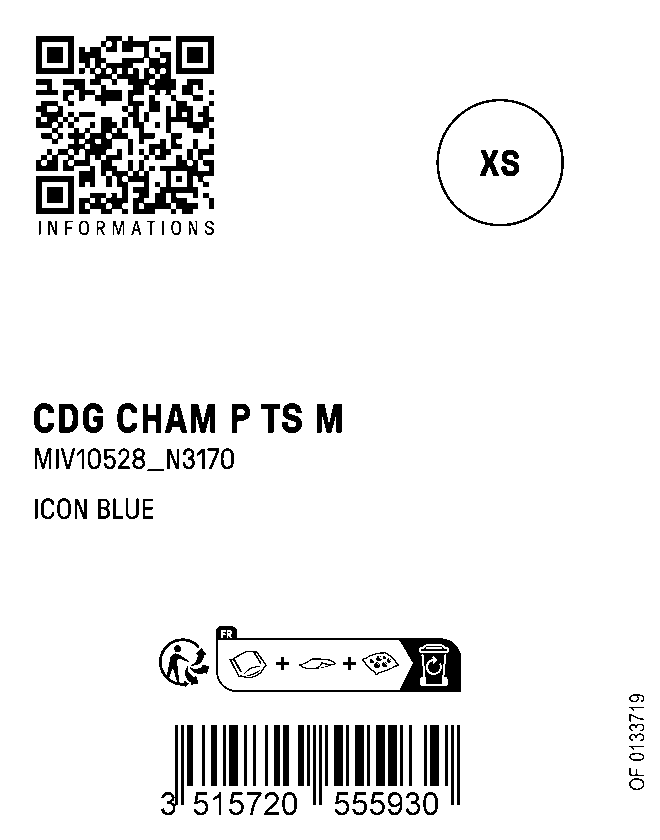 INFORMATIONS
XS
CDG CHAM P TS M
MIV10528_N3170
ICON BLUE
FR
3 515720 555930
OF 0133719